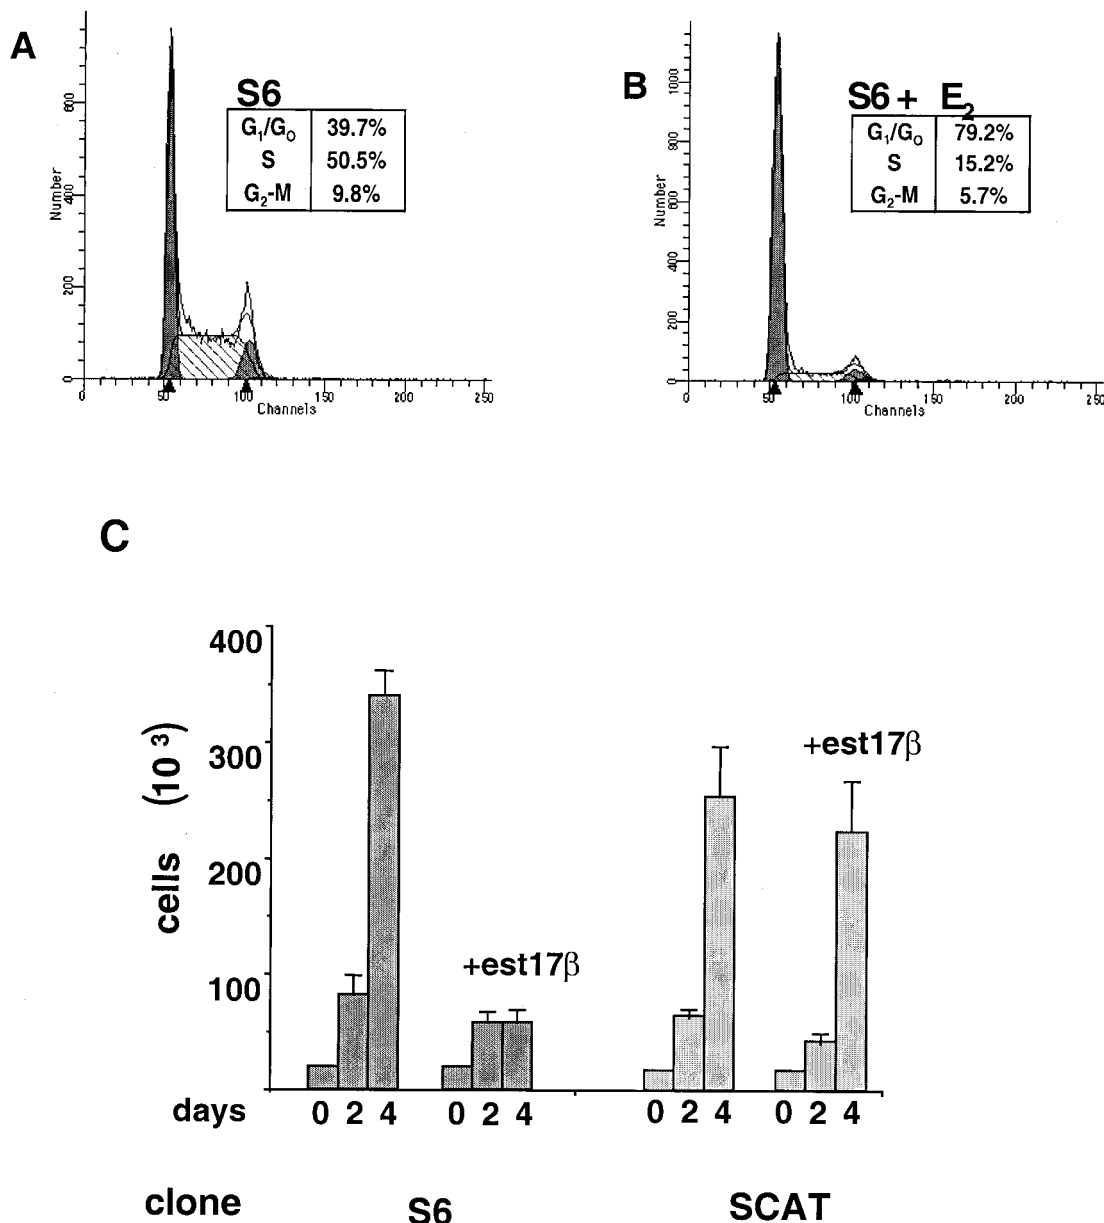 A
S6
G₁/G₀ 39.7%
S 50.5%
G₂-M 9.8%
Number
600
400
200
0
0 50 100 150 200 250
Channels
B
S6 + E₂
G₁/G₀ 79.2%
S 15.2%
G₂-M 5.7%
Number
1000
800
600
400
200
0
0 50 100 150 200 250
Channels
C
cells (10³)
400
300
200
100
+est17β
+est17β
days 0 2 4 0 2 4 0 2 4 0 2 4
clone S6 SCAT